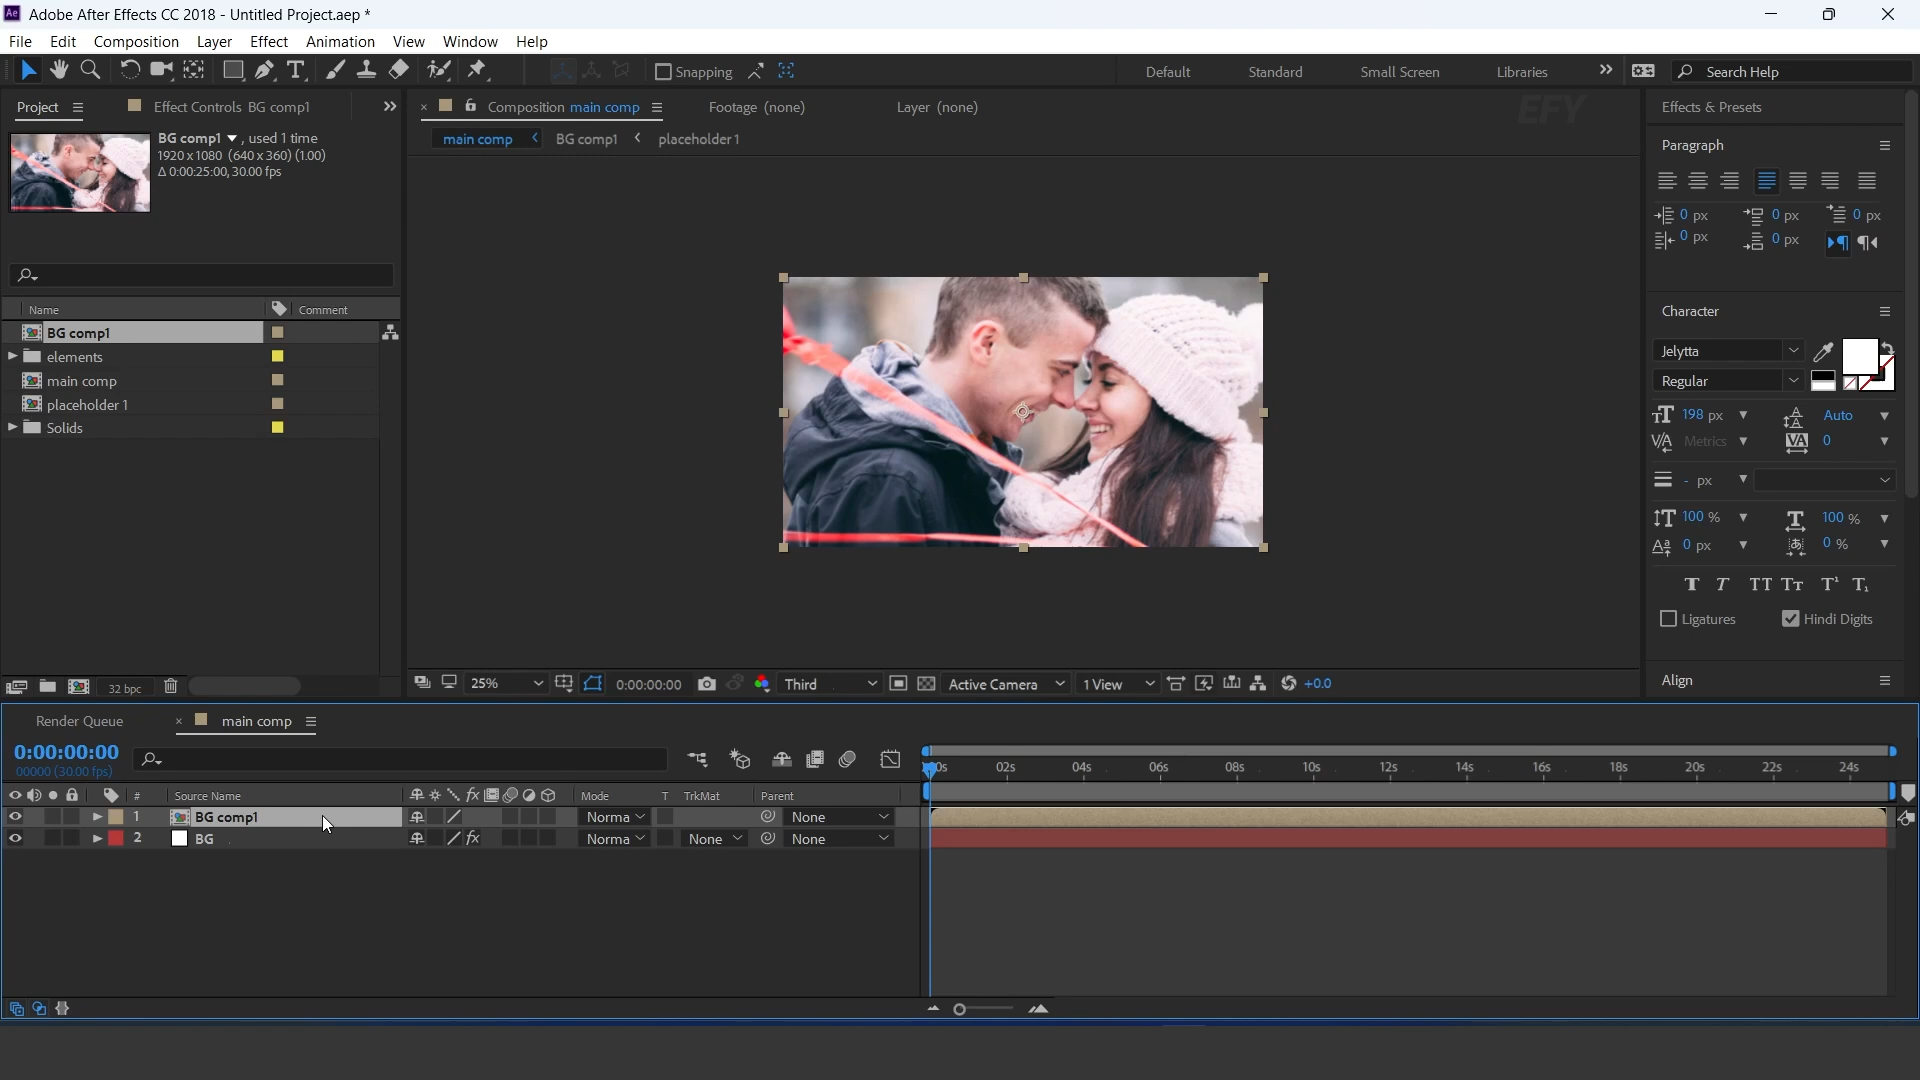 Ae Adobe After Effects CC 2018 - Untitled Project.aep *
File Edit Composition Layer Effect Animation View Window Help
Snapping Default Standard Small Screen Libraries Search Help
Project Effect Controls BG comp1
Composition main comp Footage (none) Layer (none)
EFY
Effects & Presets
BG comp1 , used 1 time
1920 x 1080 (640 x 360) (1.00)
Δ 0:00:25:00, 30.00 fps
main comp BG comp1 placeholder 1
Paragraph
0 px 0 px 0 px
0 px 0 px
Name Comment
BG comp1
elements
main comp
placeholder 1
Solids
Character
Jelytta
Regular
198 px Auto
Metrics 0
- px
100 % 100 %
0 px 0 %
T T TT Tt T¹ T₁
Ligatures Hindi Digits
Align
32 bpc
25% 0:00:00:00 Third Active Camera 1 View +0.0
Render Queue main comp
0:00:00:00
00000 (30.00 fps)
0s 02s 04s 06s 08s 10s 12s 14s 16s 18s 20s 22s 24s
# Source Name fx Mode T TrkMat Parent
1 BG comp1 Norma None
2 BG fx Norma None None